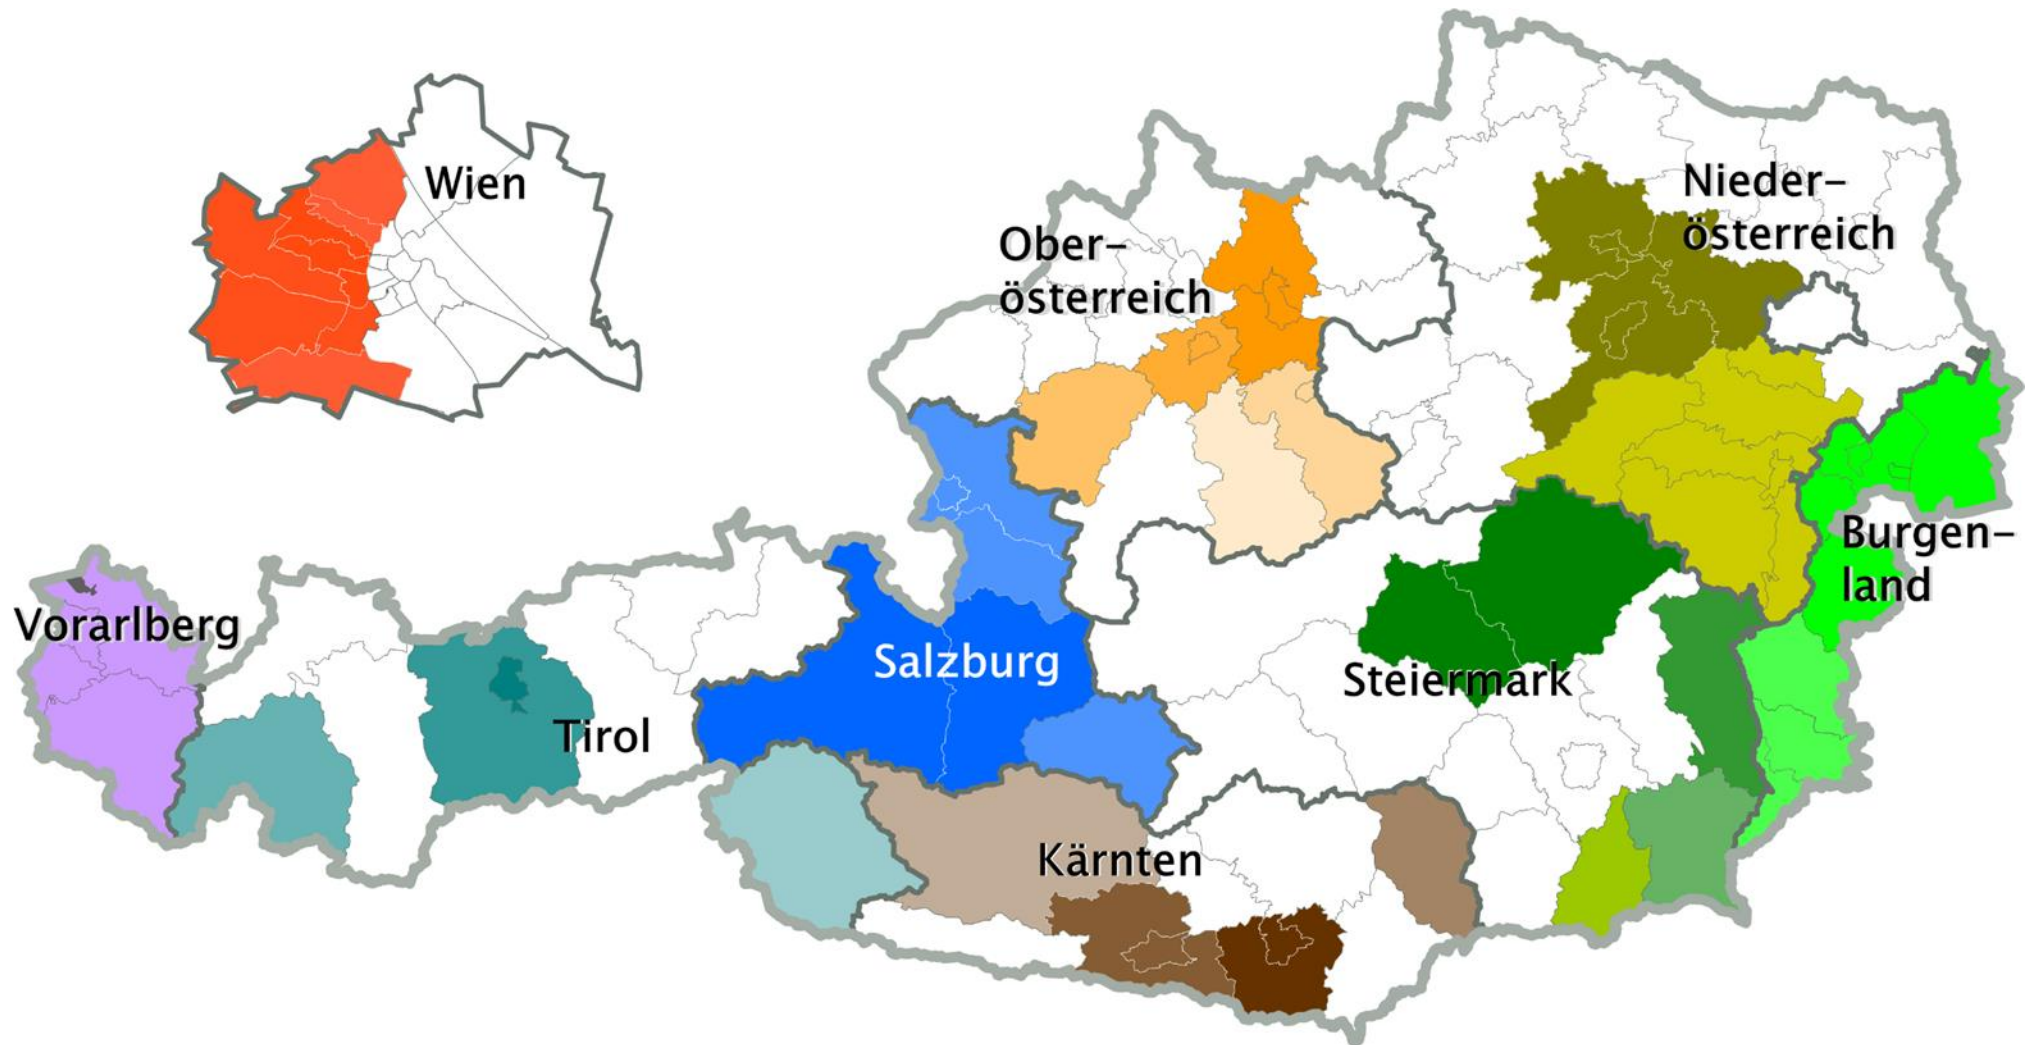 Wien
Nieder-
österreich
Ober-
österreich
Burgen-
land
Vorarlberg
Salzburg
Steiermark
Tirol
Kärnten